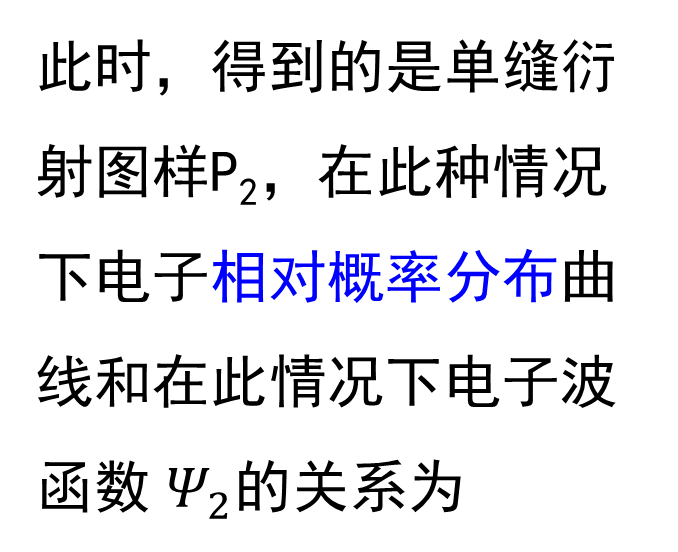 此时，得到的是单缝衍
射图样P₂，在此种情况
下电子相对概率分布曲
线和在此情况下电子波
函数 Ψ₂的关系为